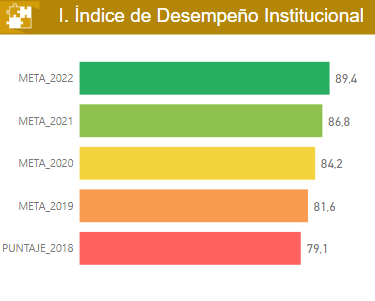 I. Índice de Desempeño Institucional
META_2022 89,4
META_2021 86,8
META_2020 84,2
META_2019 81,6
PUNTAJE_2018 79,1